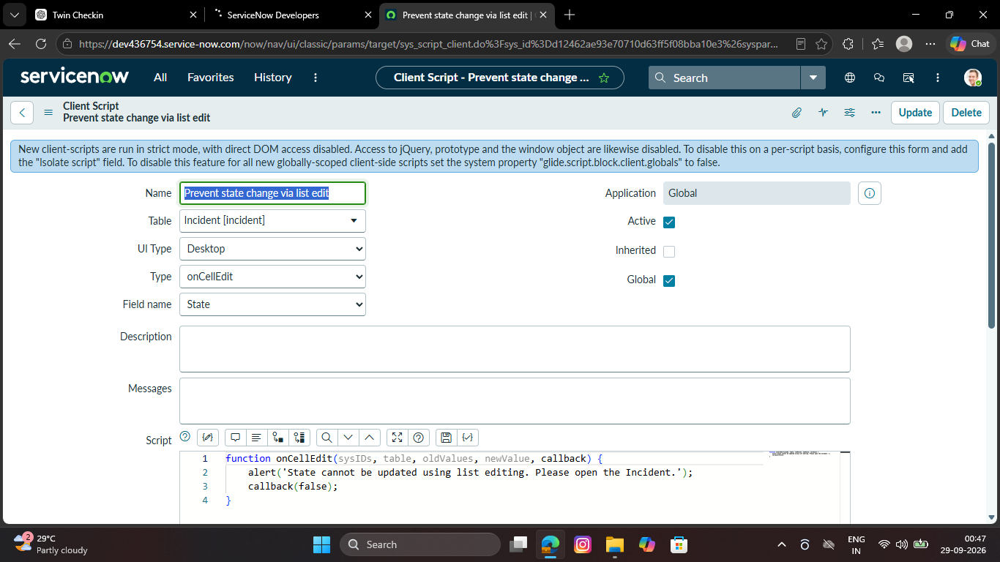 Twin Checkin
ServiceNow Developers
Prevent state change via list edit |
https://dev436754.service-now.com/now/nav/ui/classic/params/target/sys_script_client.do%3Fsys_id%3Dd12462ae93e70710d63ff5f08bba10e3%26syspar...
Chat
servicenow All Favorites History Client Script - Prevent state change ... Search
Client Script
Prevent state change via list edit
Update Delete
New client-scripts are run in strict mode, with direct DOM access disabled. Access to jQuery, prototype and the window object are likewise disabled. To disable this on a per-script basis, configure this form and add
the "Isolate script" field. To disable this feature for all new globally-scoped client-side scripts set the system property "glide.script.block.client.globals" to false.
Name Prevent state change via list edit Application Global
Table Incident [incident] Active
UI Type Desktop Inherited
Type onCellEdit Global
Field name State
Description
Messages
Script
1 function onCellEdit(sysIDs, table, oldValues, newValue, callback) {
2 alert('State cannot be updated using list editing. Please open the Incident.');
3 callback(false);
4 }
2
29°C
Partly cloudy
Search
ENG
IN
00:47
29-09-2026